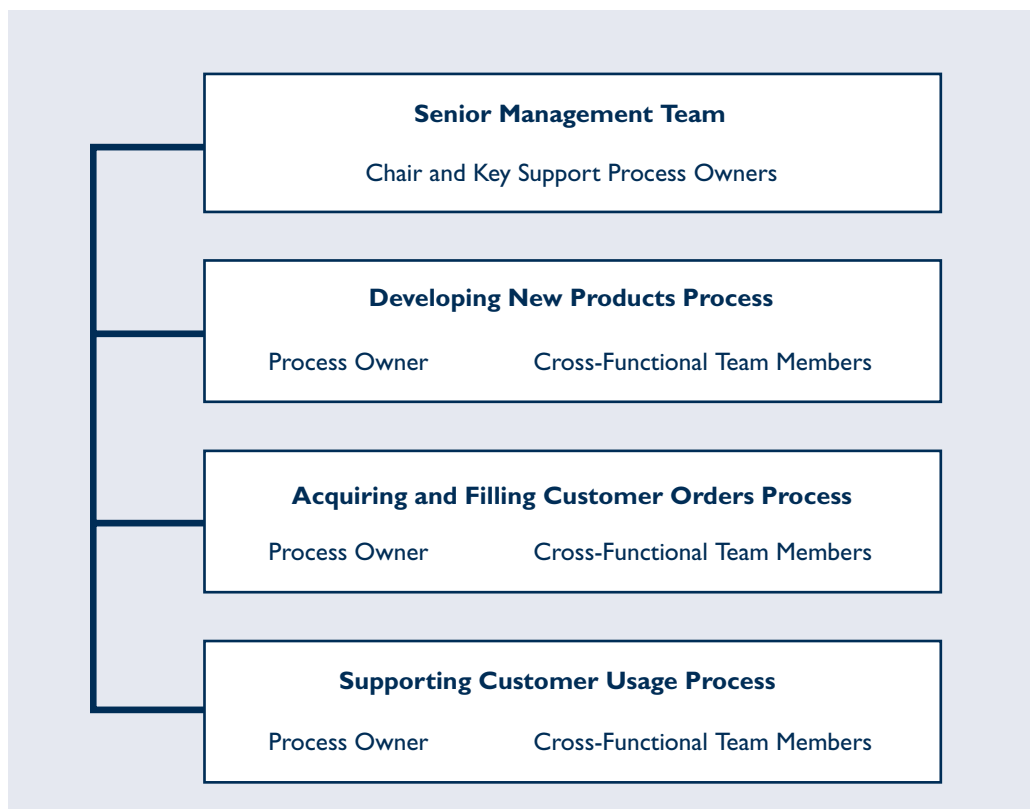 Senior Management Team
Chair and Key Support Process Owners
Developing New Products Process
Process Owner Cross-Functional Team Members
Acquiring and Filling Customer Orders Process
Process Owner Cross-Functional Team Members
Supporting Customer Usage Process
Process Owner Cross-Functional Team Members